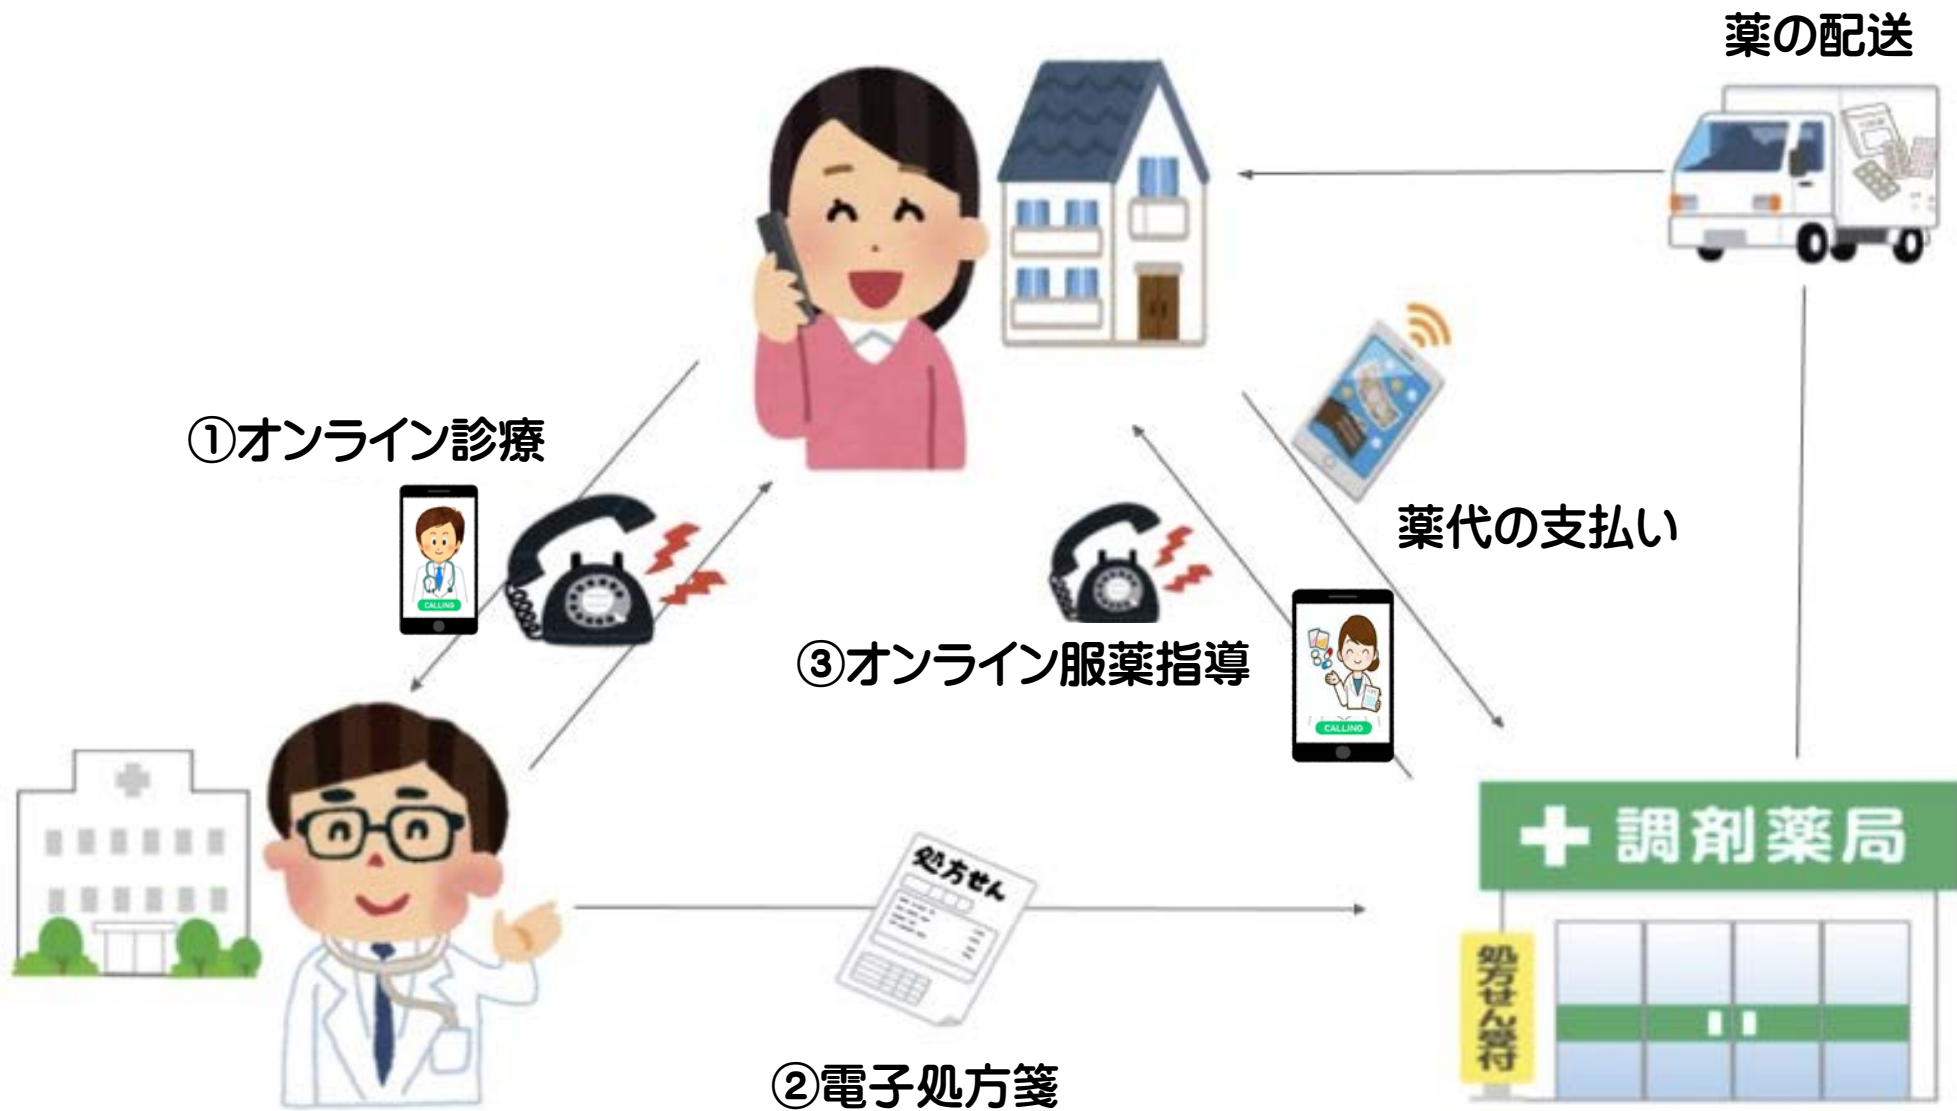 薬の配送
①オンライン診療
CALLING
薬代の支払い
③オンライン服薬指導
CALLING
調剤薬局
処方せん
処方せん受付
②電子処方箋